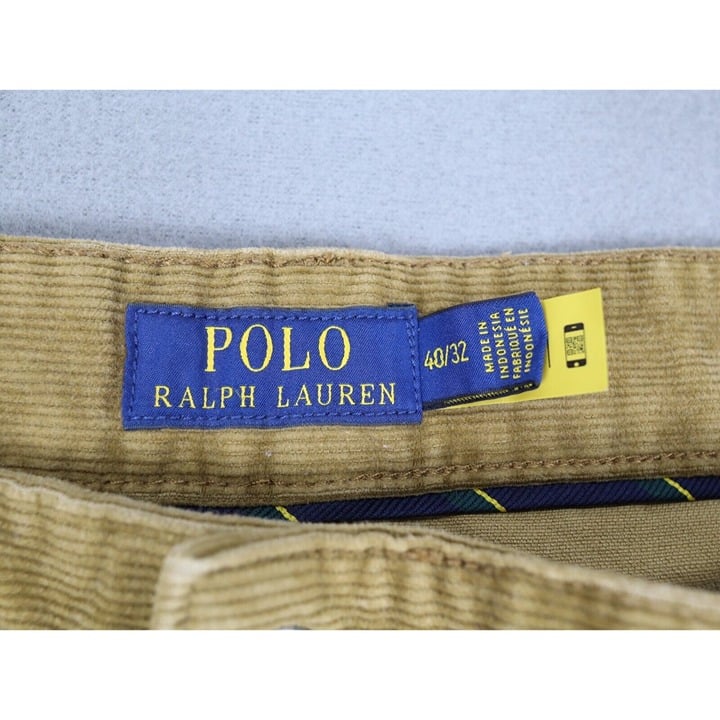 POLO
RALPH LAUREN
40/32
MADE IN
INDONESIA
FABRIQUÉ EN
INDONÉSIE